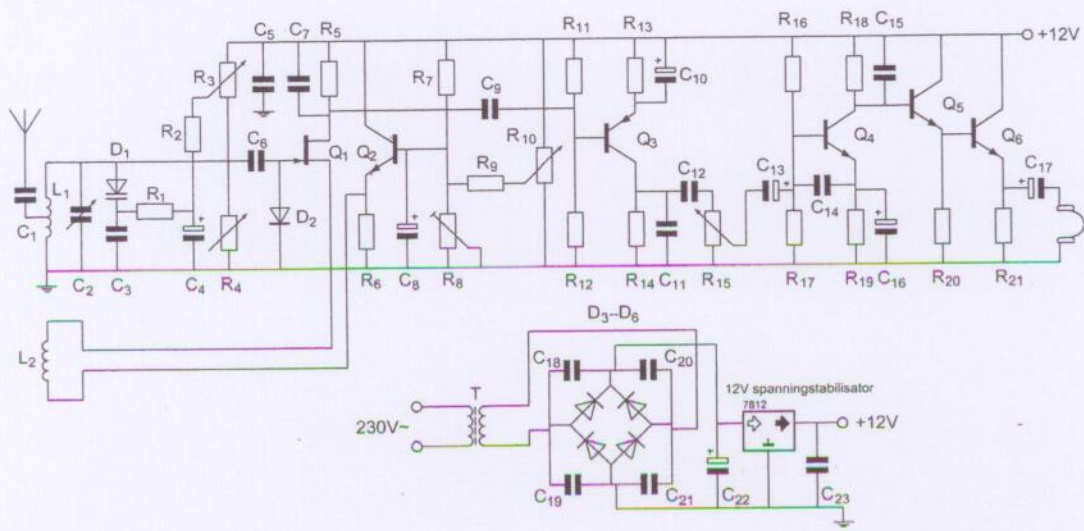 R11 R13 R16 R18 C15
C5 C7 R5 +12V
R3 R7 C10
C9
R2 R10 Q5
D1 C6 Q1 Q2 Q3 Q4 Q6
L1 R1 R9 C12 C13 C17
C1 D2 C14
C2 C3 C4 R4 R6 C8 R8 R12 R14 C11 R15 R17 R19 C16 R20 R21
D3~D6
L2
C18 C20
T 12V spanningstabilisator
7812
230V~ +12V
C19 C21 C22 C23